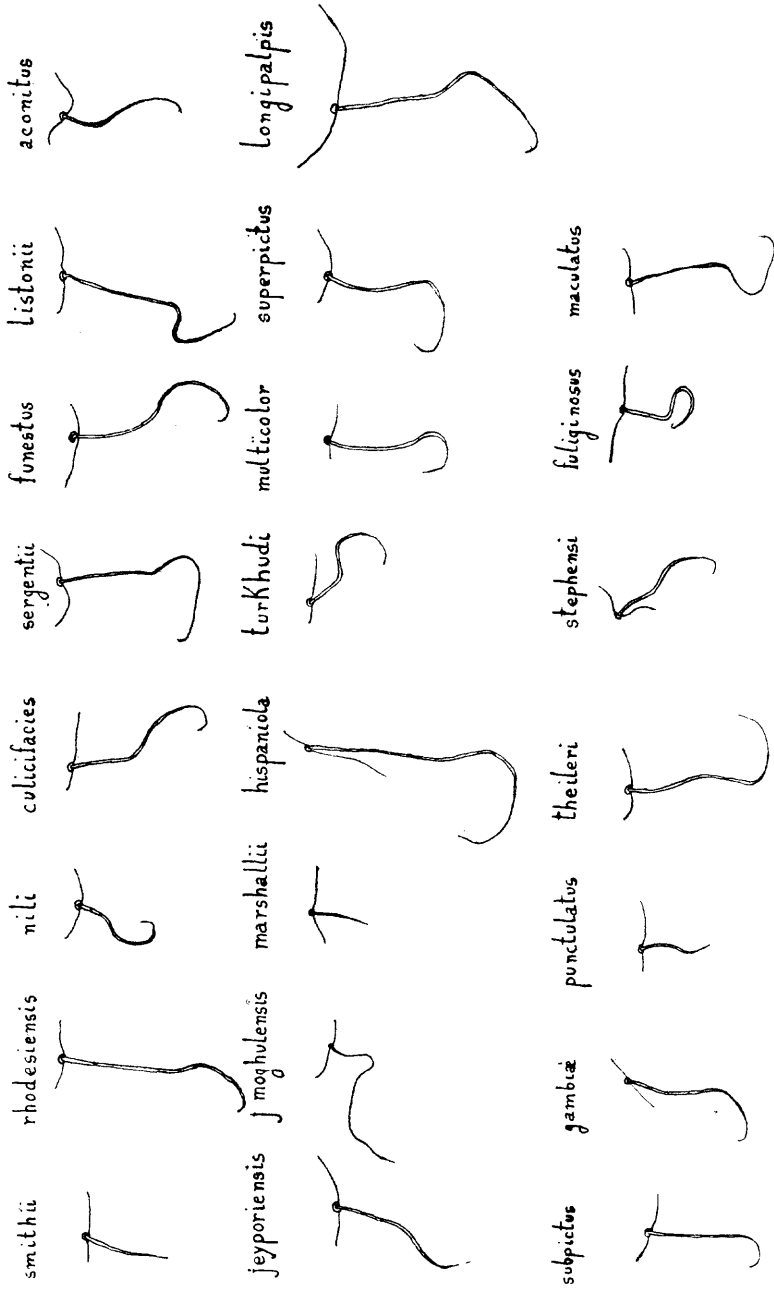 smithii rhodesiensis nili culicifacies sergentii funestus listonii aconitus
jeyporiensis j moghulensis marshallii hispaniola turkhudi multicolor superpictus Longipalpis
subpictus gambiæ punctulatus theileri stephensi fuliginosus maculatus